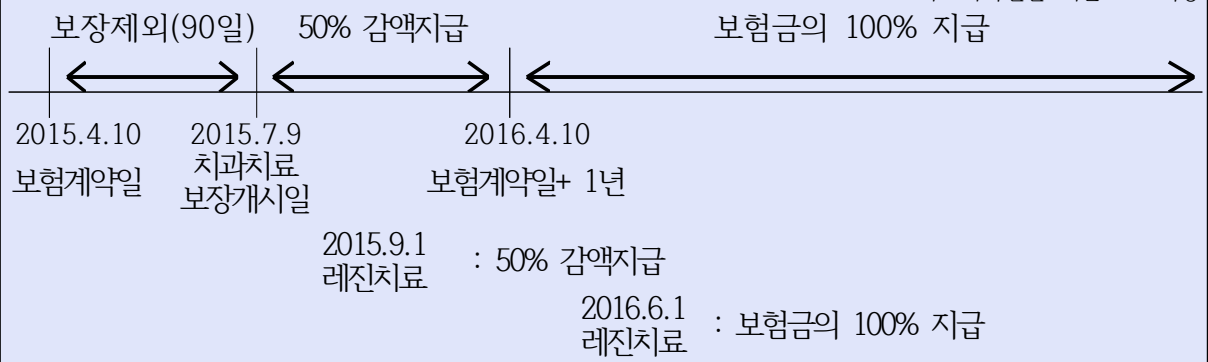 보장제외(90일) 50% 감액지급 보험금의 100% 지급
2015.4.10 2015.7.9 2016.4.10
치과치료
보험계약일 보험계약일+ 1년
보장개시일
2015.9.1
: 50% 감액지급
레진치료
2016.6.1
: 보험금의 100% 지급
레진치료